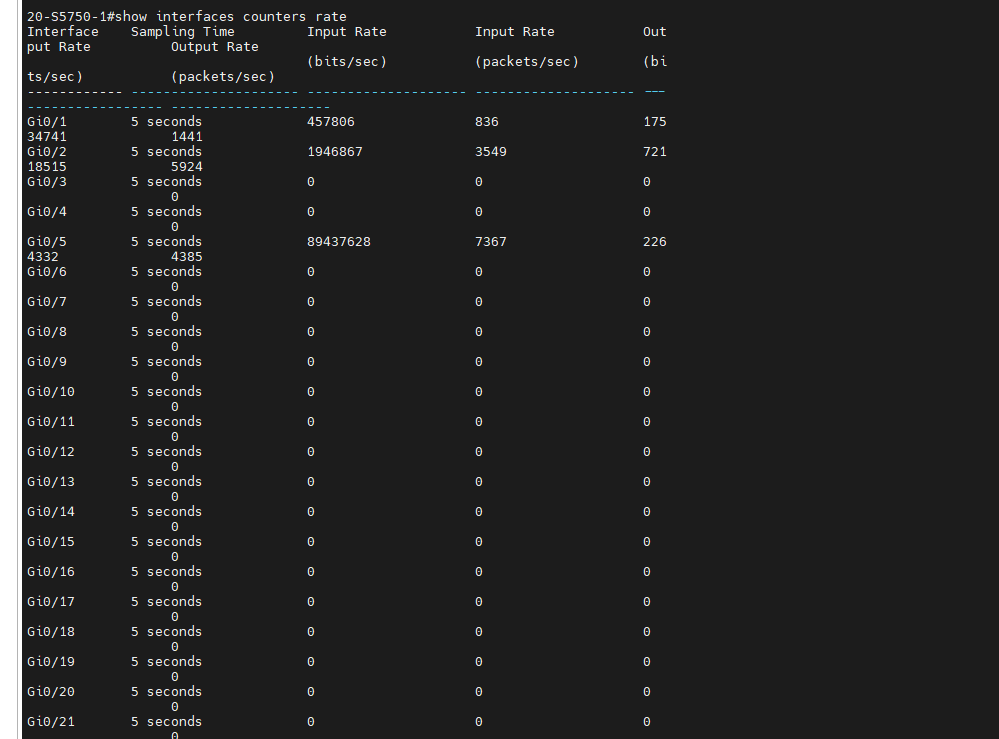 20-S5750-1#show interfaces counters rate
Interface    Sampling Time         Input Rate           Input Rate           Out
put Rate          Output Rate
                                   (bits/sec)           (packets/sec)        (bi
ts/sec)           (packets/sec)
------------ --------------------- -------------------- -------------------- ---
----------------- --------------------
Gi0/1        5 seconds             457806               836                  175
34741             1441
Gi0/2        5 seconds             1946867              3549                 721
18515             5924
Gi0/3        5 seconds             0                    0                    0
                  0
Gi0/4        5 seconds             0                    0                    0
                  0
Gi0/5        5 seconds             89437628             7367                 226
4332              4385
Gi0/6        5 seconds             0                    0                    0
                  0
Gi0/7        5 seconds             0                    0                    0
                  0
Gi0/8        5 seconds             0                    0                    0
                  0
Gi0/9        5 seconds             0                    0                    0
                  0
Gi0/10       5 seconds             0                    0                    0
                  0
Gi0/11       5 seconds             0                    0                    0
                  0
Gi0/12       5 seconds             0                    0                    0
                  0
Gi0/13       5 seconds             0                    0                    0
                  0
Gi0/14       5 seconds             0                    0                    0
                  0
Gi0/15       5 seconds             0                    0                    0
                  0
Gi0/16       5 seconds             0                    0                    0
                  0
Gi0/17       5 seconds             0                    0                    0
                  0
Gi0/18       5 seconds             0                    0                    0
                  0
Gi0/19       5 seconds             0                    0                    0
                  0
Gi0/20       5 seconds             0                    0                    0
                  0
Gi0/21       5 seconds             0                    0                    0
                  0